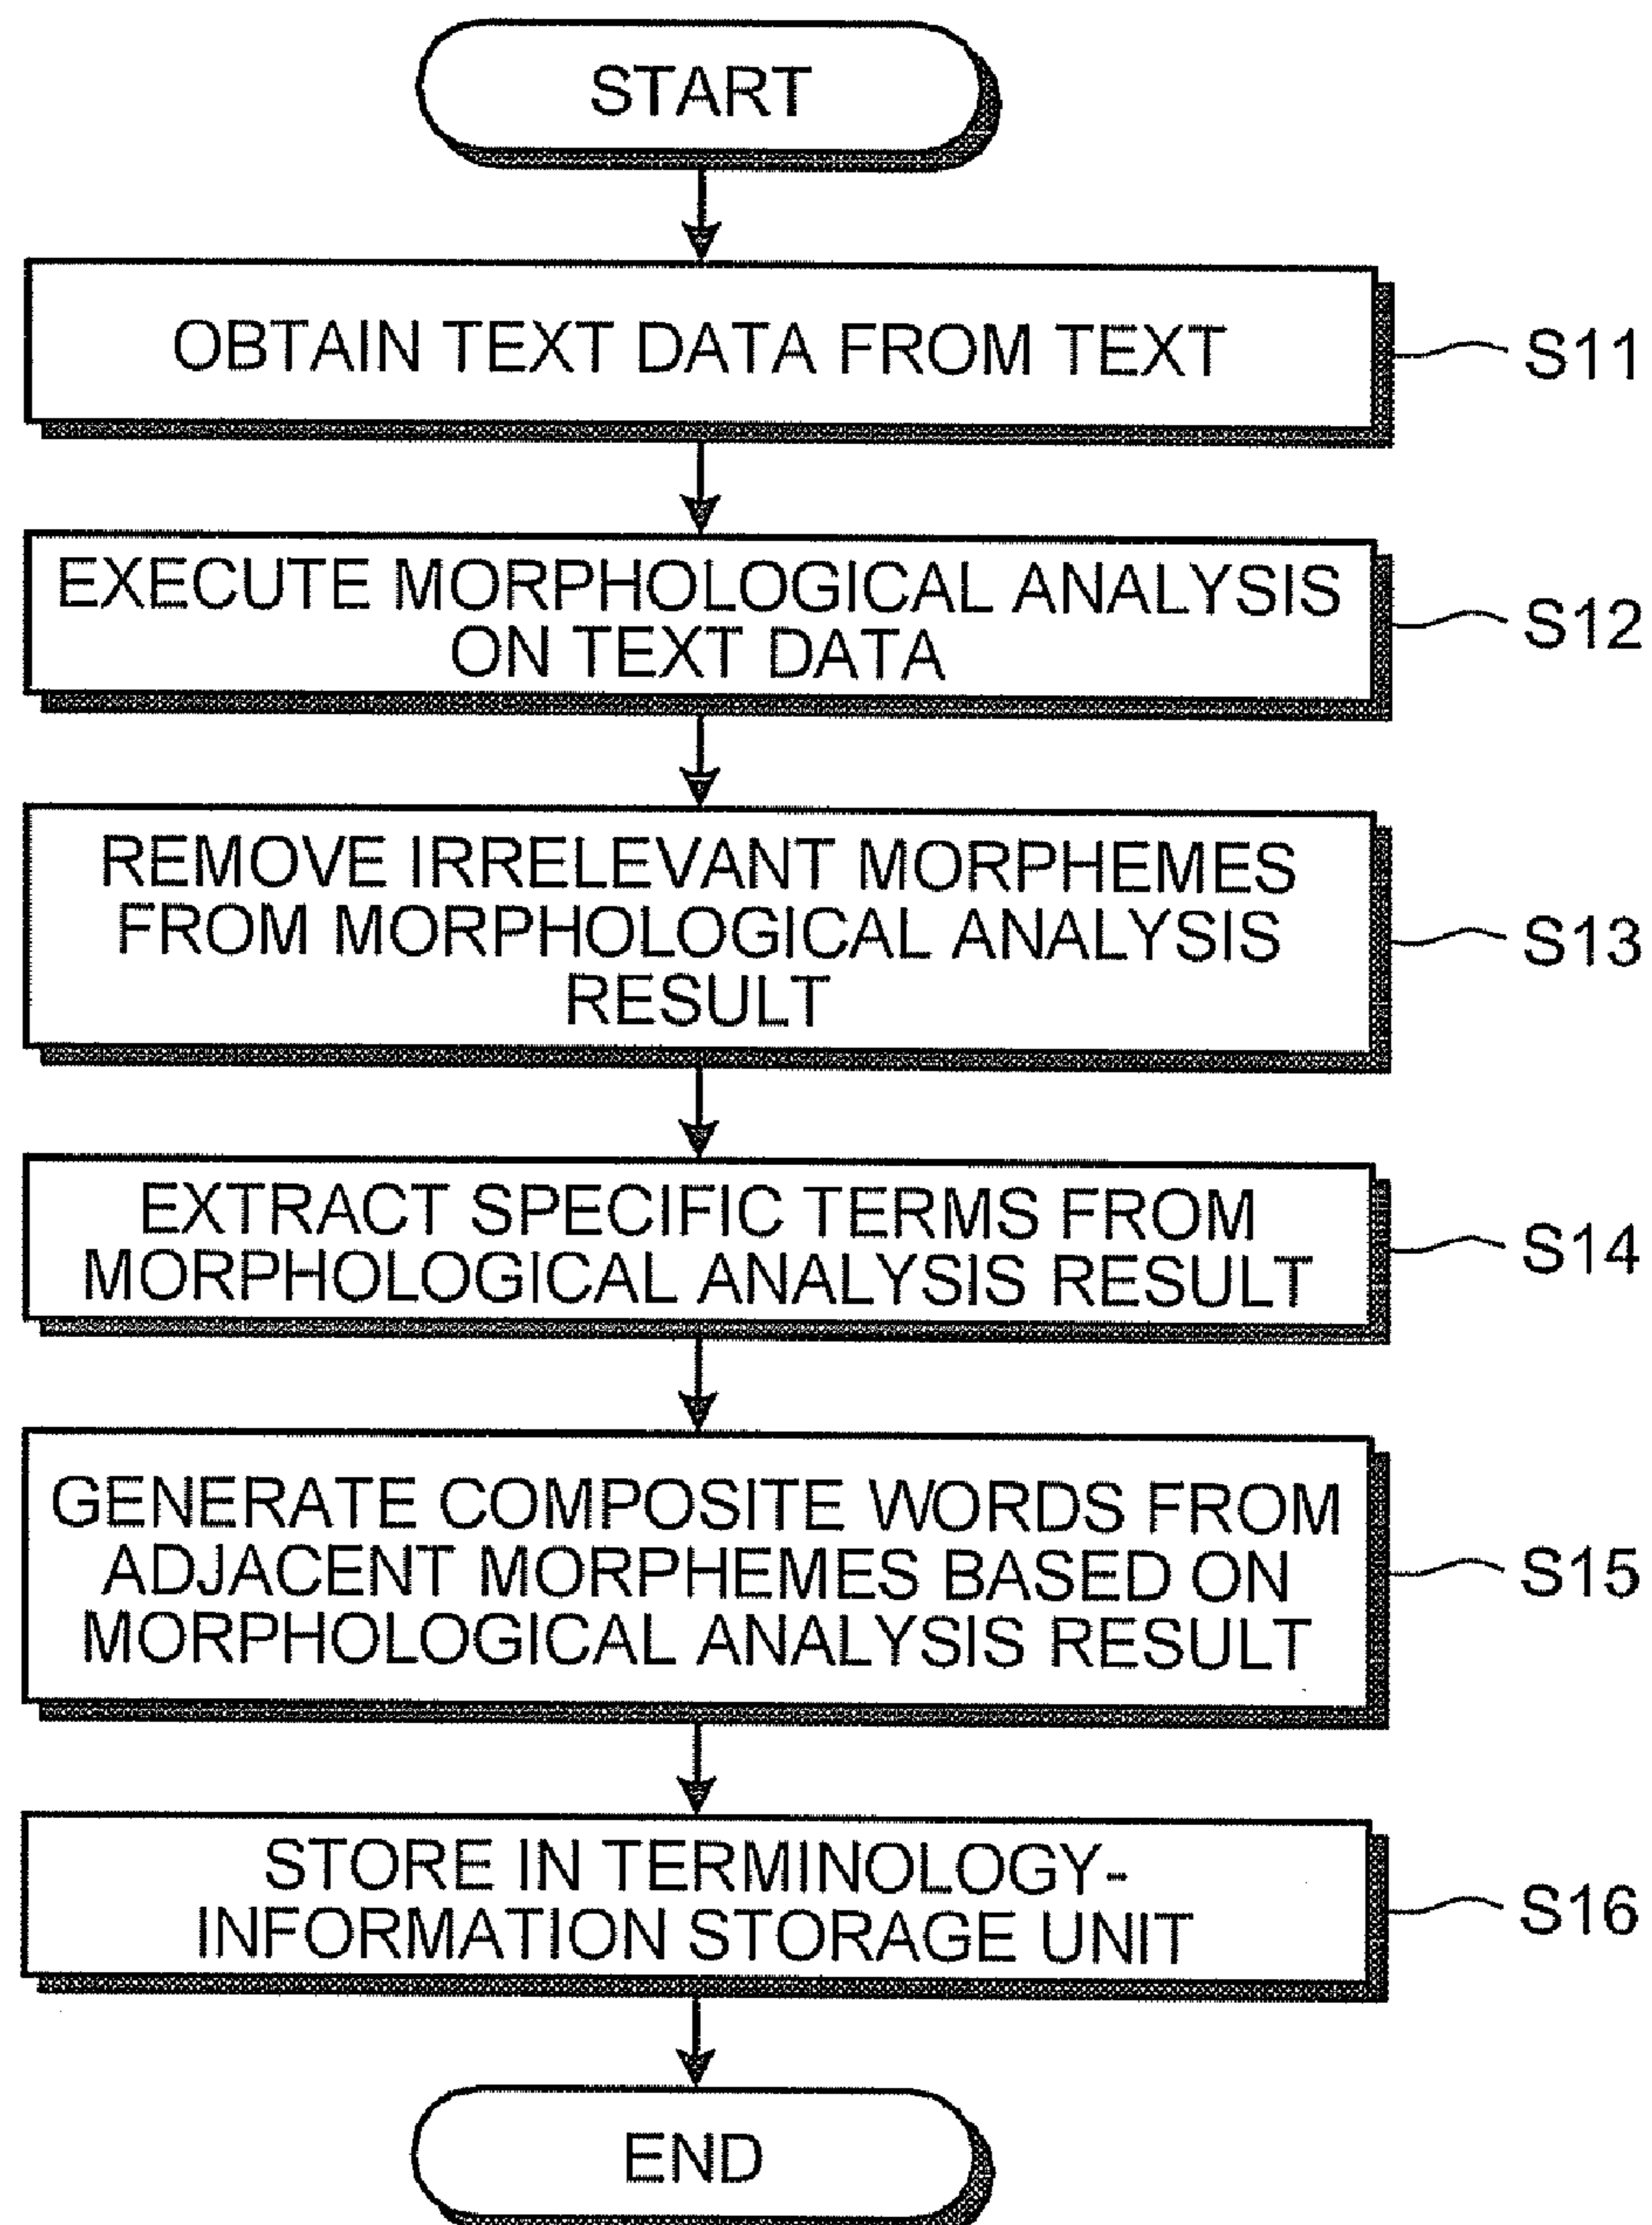 START
OBTAIN TEXT DATA FROM TEXT
S11
EXECUTE MORPHOLOGICAL ANALYSIS
ON TEXT DATA
S12
REMOVE IRRELEVANT MORPHEMES
FROM MORPHOLOGICAL ANALYSIS
RESULT
S13
EXTRACT SPECIFIC TERMS FROM
MORPHOLOGICAL ANALYSIS RESULT
S14
GENERATE COMPOSITE WORDS FROM
ADJACENT MORPHEMES BASED ON
MORPHOLOGICAL ANALYSIS RESULT
S15
STORE IN TERMINOLOGY-
INFORMATION STORAGE UNIT
S16
END